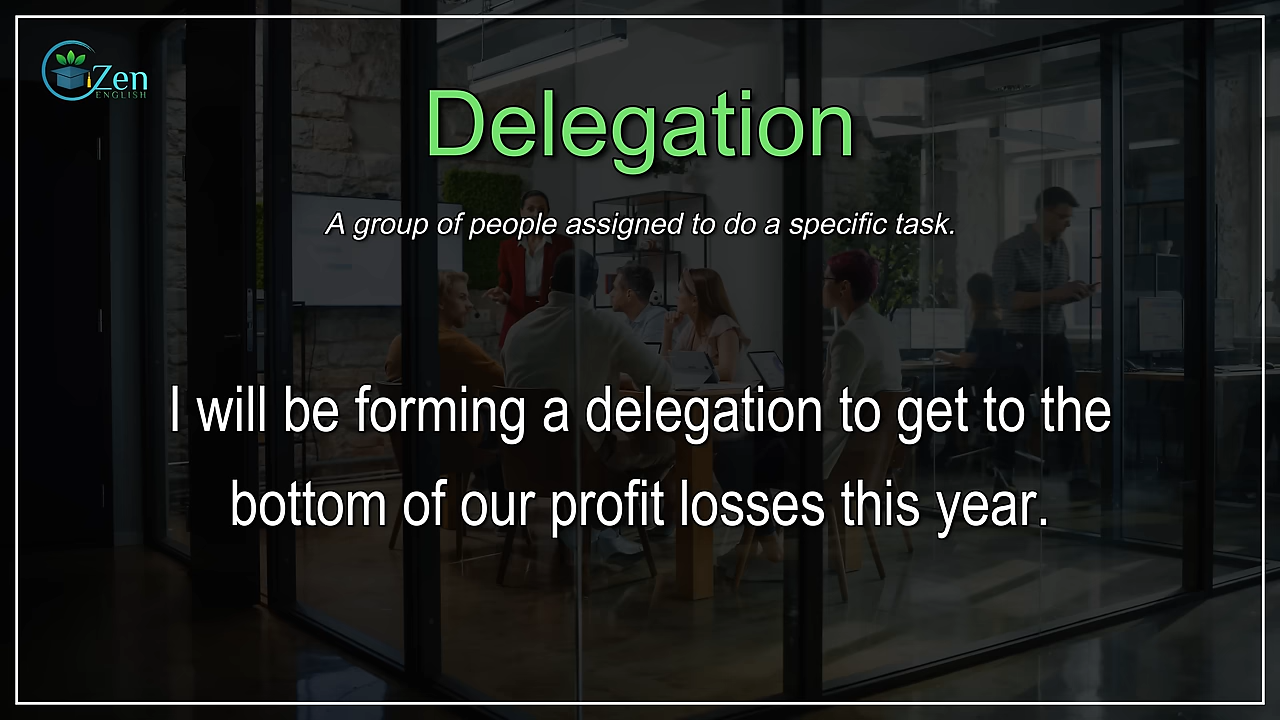 Zen
ENGLISH
Delegation
A group of people assigned to do a specific task.
I will be forming a delegation to get to the
bottom of our profit losses this year.